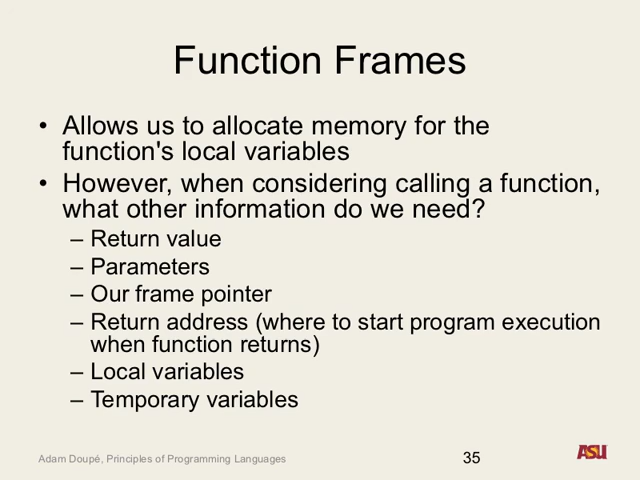 Function Frames
• Allows us to allocate memory for the
function's local variables
• However, when considering calling a function,
what other information do we need?
– Return value
– Parameters
– Our frame pointer
– Return address (where to start program execution
when function returns)
– Local variables
– Temporary variables
Adam Doupé, Principles of Programming Languages
35
ASU